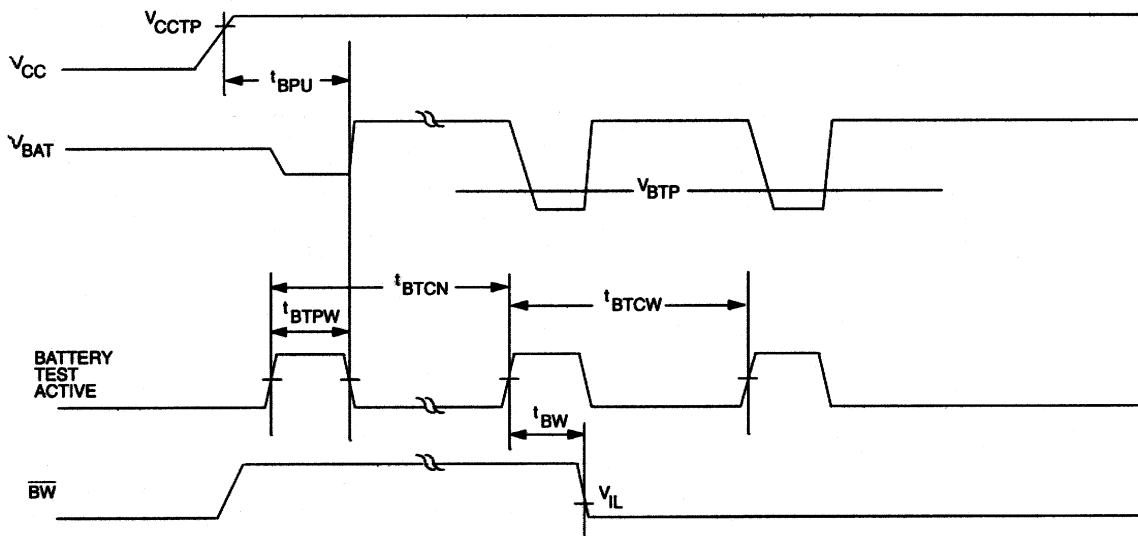 VCCTP
VCC
tBPU
VBAT
VBTP
tBTCN
tBTCW
tBTPW
BATTERY
TEST
ACTIVE
tBW
BW
VIL